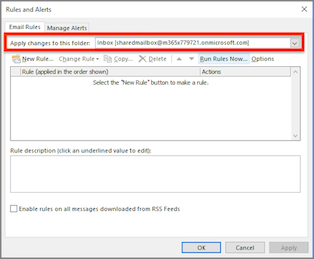 Rules and Alerts
Email Rules Manage Alerts
Apply changes to this folder: Inbox [sharedmailbox@m365x779721.onmicrosoft.com]
New Rule... Change Rule Copy... Delete Run Rules Now... Options
Rule (applied in the order shown) Actions
Select the "New Rule" button to make a rule.
Rule description (click an underlined value to edit):
Enable rules on all messages downloaded from RSS Feeds
OK Cancel Apply